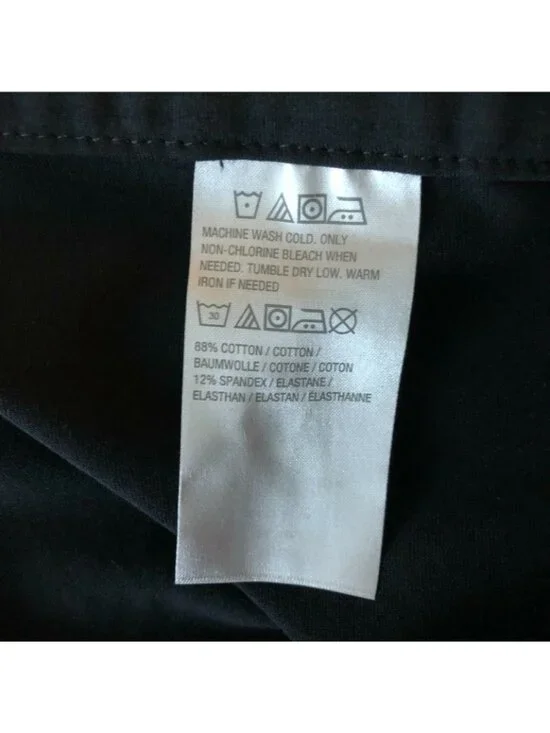 MACHINE WASH COLD. ONLY
NON-CHLORINE BLEACH WHEN
NEEDED. TUMBLE DRY LOW. WARM
IRON IF NEEDED
30
88% COTTON / COTTON /
BAUMWOLLE / COTONE / COTON
12% SPANDEX / ELASTANE /
ELASTHAN / ELASTAN / ÉLASTHANNE